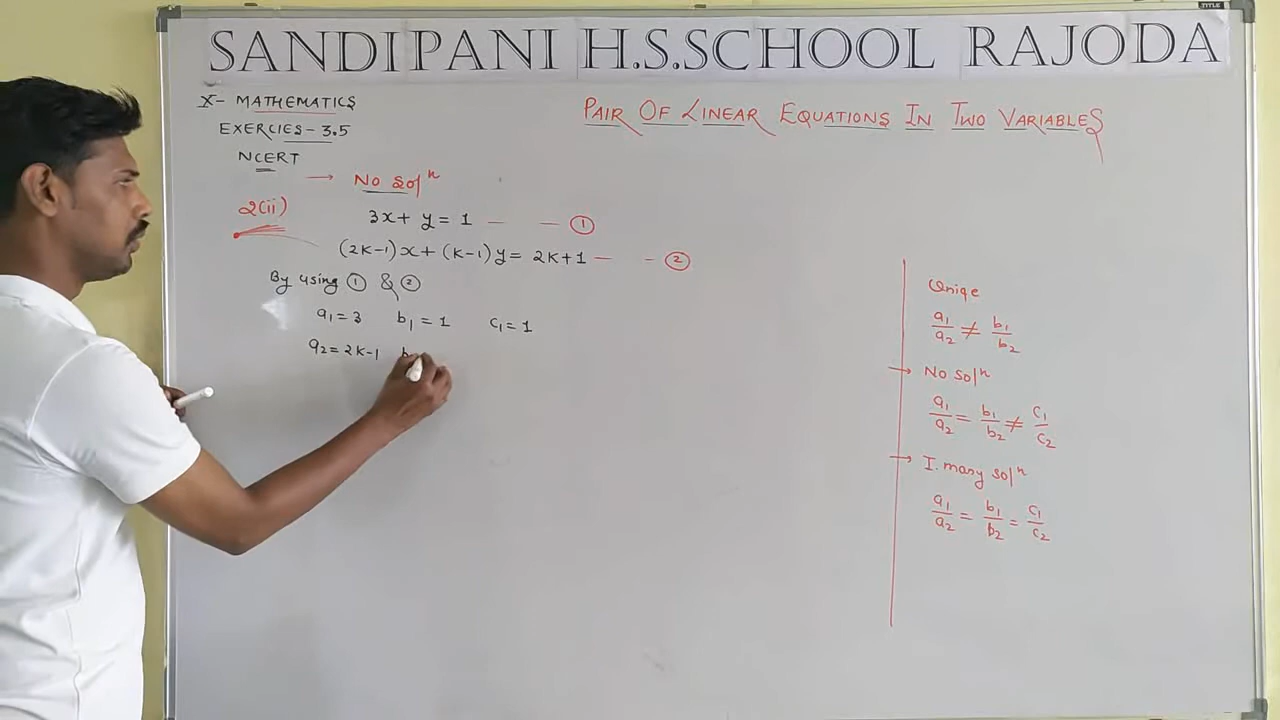 TITLE
SANDIPANI H.S.SCHOOL RAJODA
X- MATHEMATICS
EXERCIES-3.5
NCERT
PAIR OF LINEAR EQUATIONS IN TWO VARIABLES
→ No solⁿ
2(ii)
3x+ y = 1 — — ①
(2k-1)x + (k-1)y = 2k+1 — - ②
By using ① & ②
a₁ = 3 b₁ = 1 c₁ = 1
a₂ = 2k-1 b
Uniqe
a₁/a₂ ≠ b₁/b₂
→ No solⁿ
a₁/a₂ = b₁/b₂ ≠ c₁/c₂
→ I. many solⁿ
a₁/a₂ = b₁/b₂ = c₁/c₂